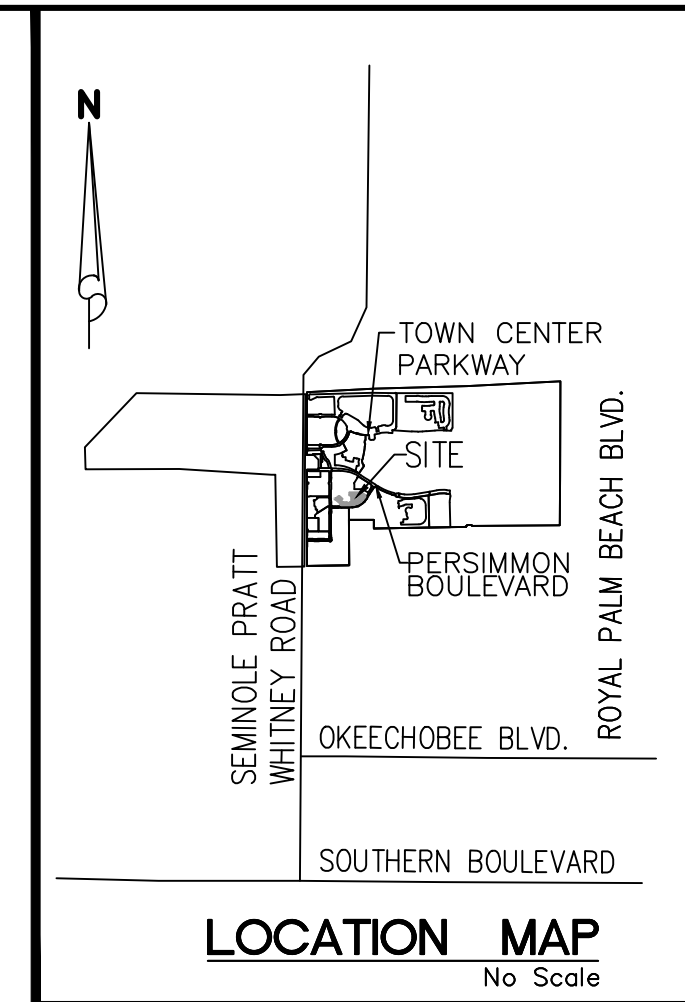 N
TOWN CENTER
PARKWAY
SITE
PERSIMMON
BOULEVARD
ROYAL PALM BEACH BLVD.
SEMINOLE PRATT
WHITNEY ROAD
OKEECHOBEE BLVD.
SOUTHERN BOULEVARD
LOCATION MAP
No Scale